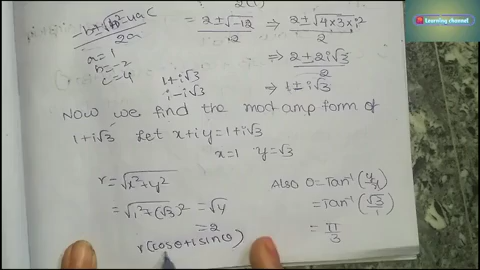 2(1)
-b±√b²-4ac
2a
a=1
b=-2
c=4
= 2±√-12 ⇒ 2±√4×3×i²
2 2
⇒ 2±2i√3
2
1+i√3
1-i√3
⇒ 1±i√3
Now we find the mod amp form of
1+i√3 Let x+iy=1+i√3
x=1 y=√3
r=√x²+y²
=√1²+(√3)² =√4
=2
r(cosθ+isinθ)
Also θ=Tan⁻¹(y/x)
=Tan⁻¹(√3/1)
=π/3
Learning channel